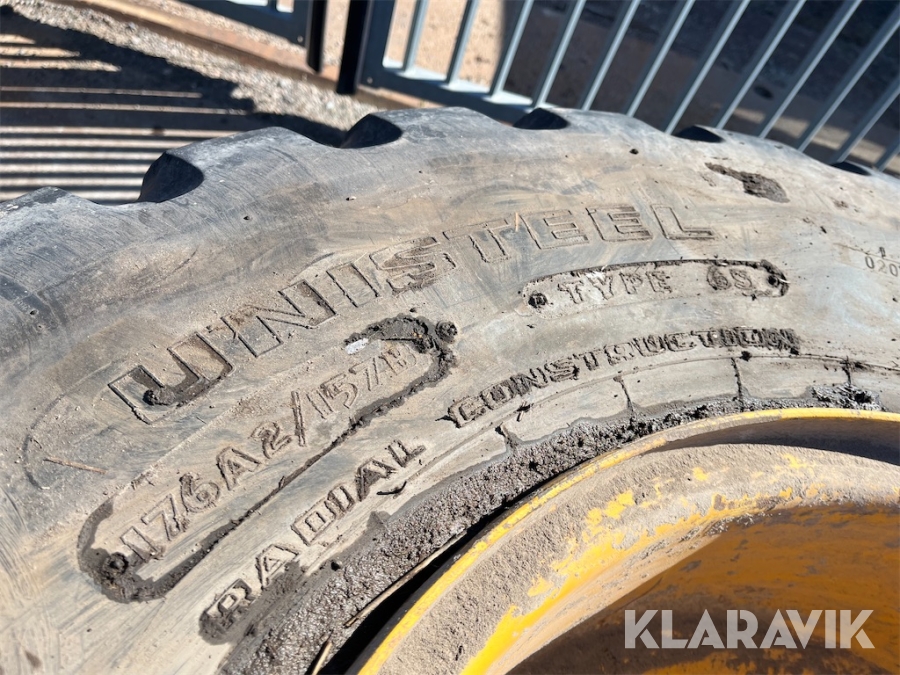 UNISTEEL
TYPE 6S
176A2/157B
RADIAL CONSTRUCTION
KLARAVIK